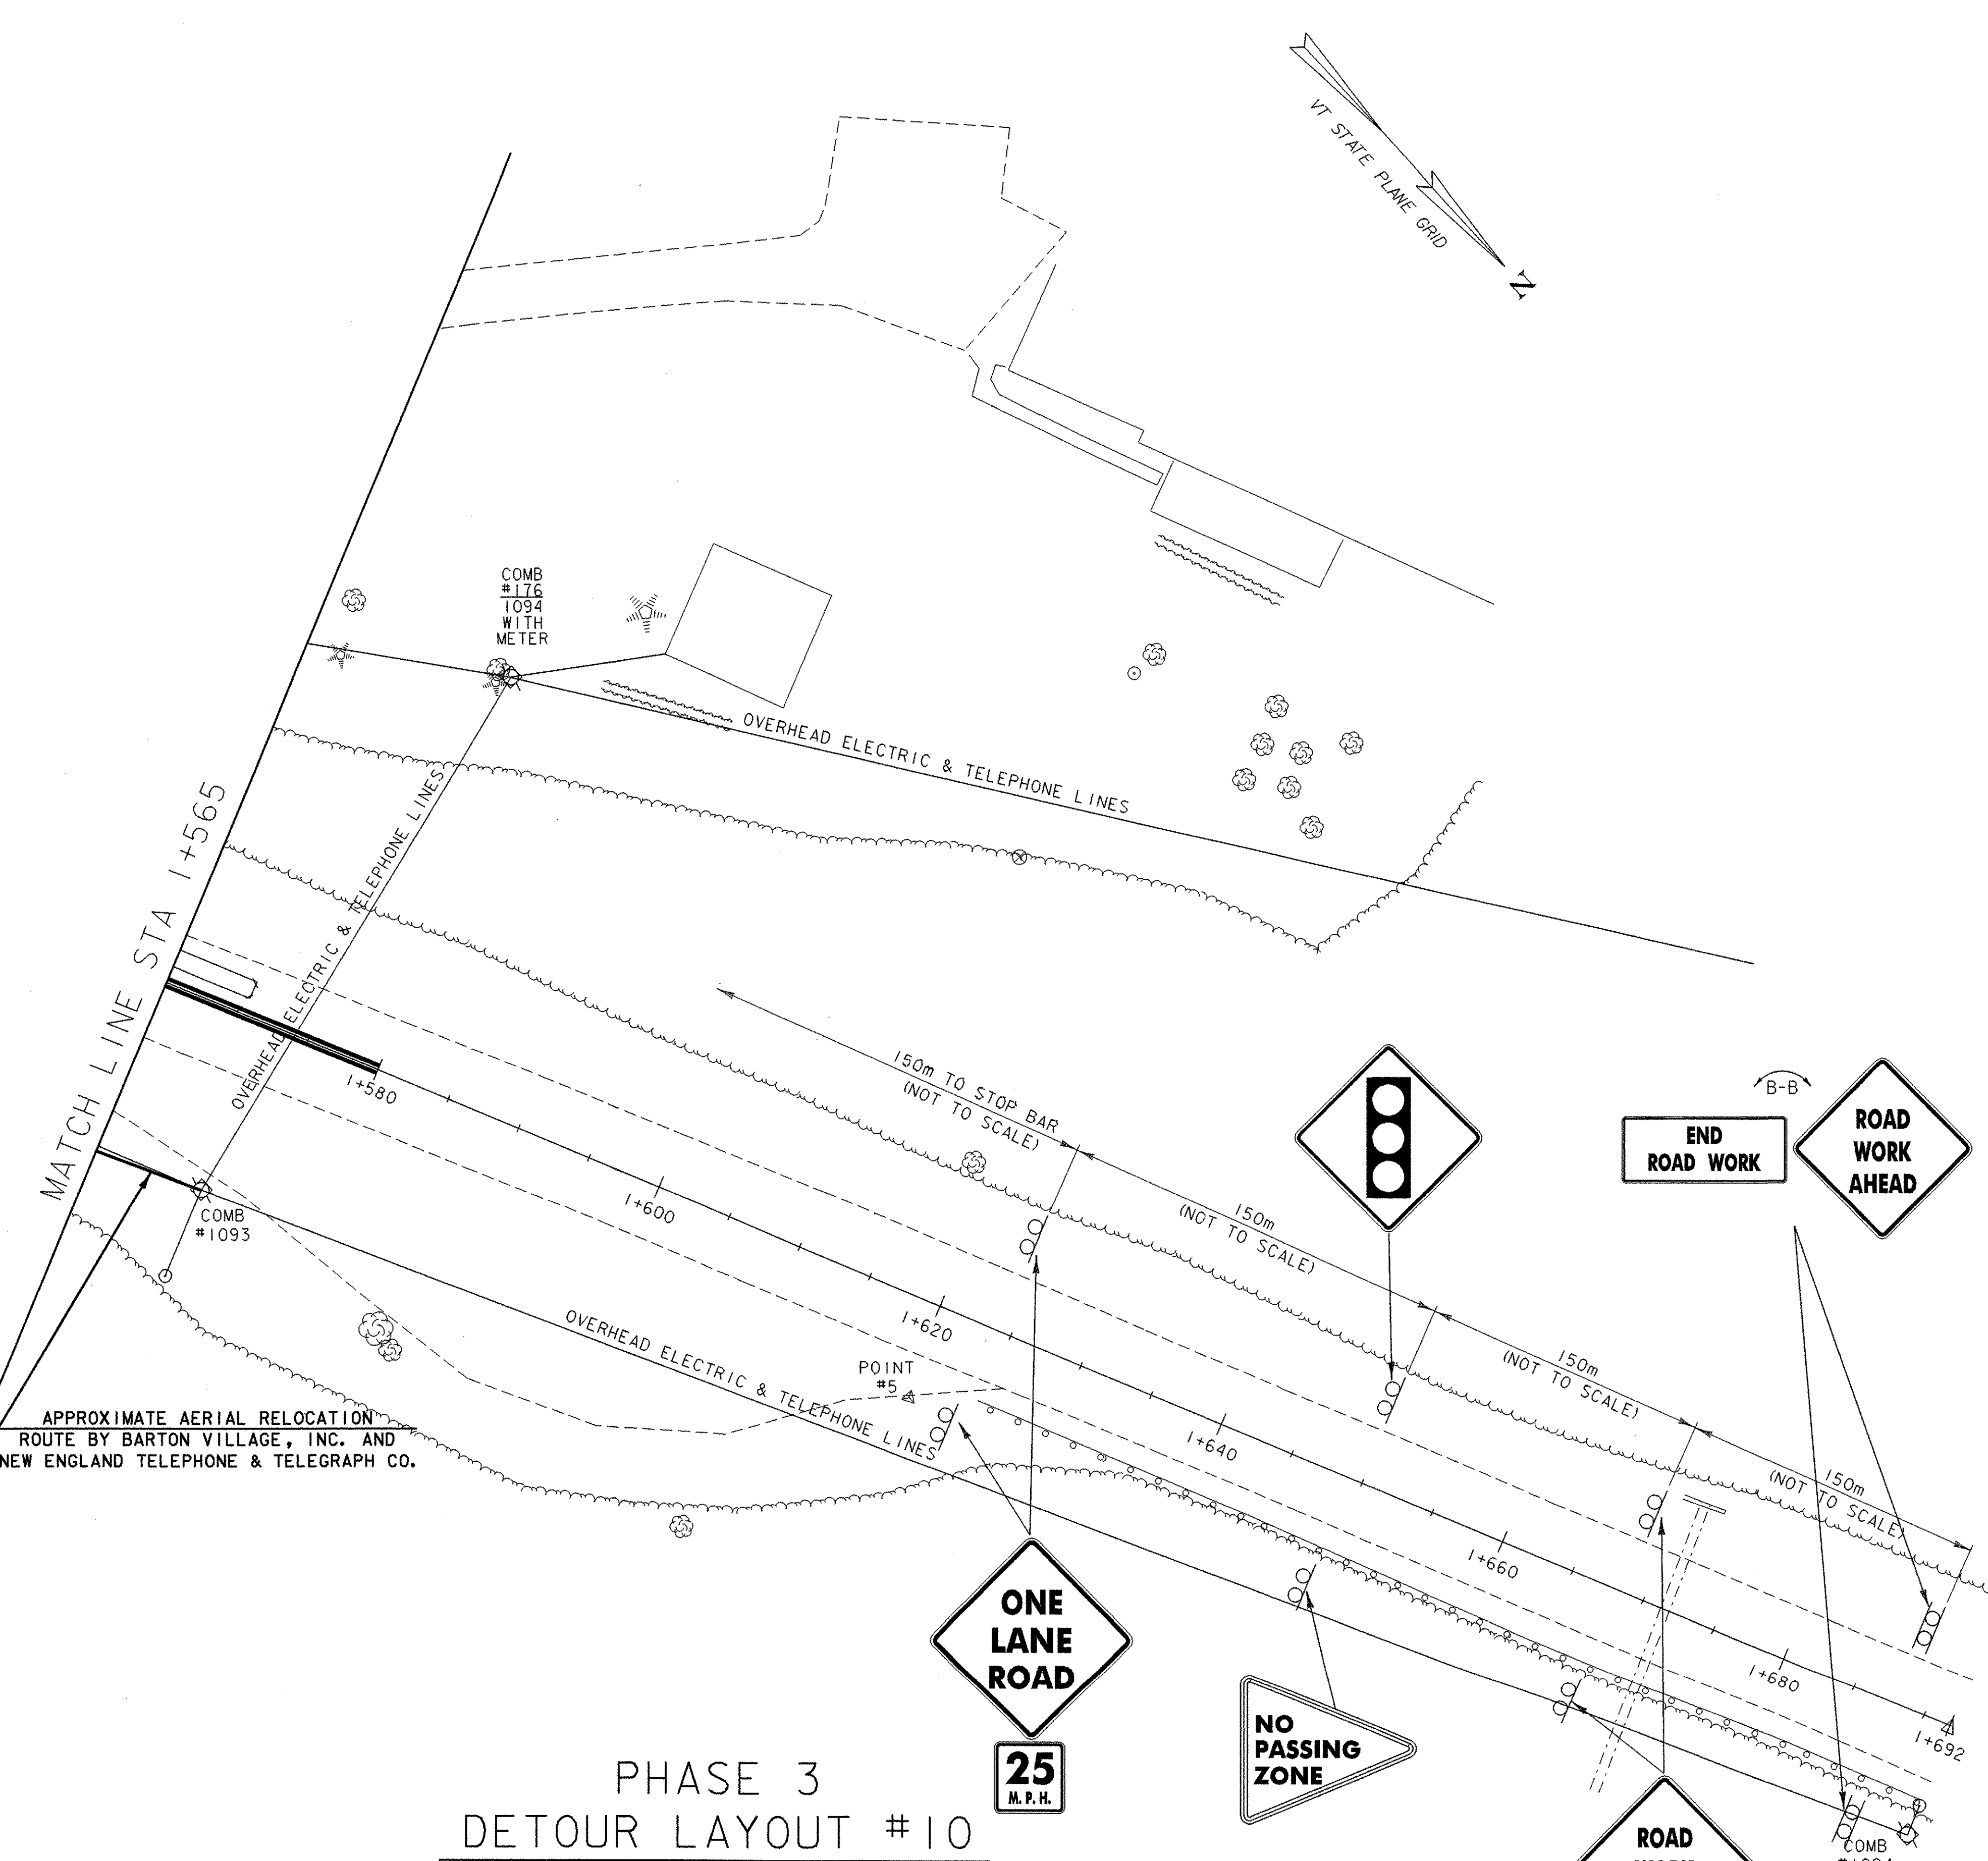 VT STATE PLANE GRID
N
COMB
#176
1094
WITH
METER
OVERHEAD ELECTRIC & TELEPHONE LINES
OVERHEAD ELECTRIC & TELEPHONE LINES
MATCH LINE STA 1+565
150m TO STOP BAR
(NOT TO SCALE)
150m
(NOT TO SCALE)
150m
(NOT TO SCALE)
150m
(NOT TO SCALE)
B-B
END
ROAD WORK
ROAD
WORK
AHEAD
1+580
1+600
1+620
1+640
1+660
1+680
1+692
COMB
#1093
OVERHEAD ELECTRIC & TELEPHONE LINES
POINT
#5
APPROXIMATE AERIAL RELOCATION
ROUTE BY BARTON VILLAGE, INC. AND
NEW ENGLAND TELEPHONE & TELEGRAPH CO.
ONE
LANE
ROAD
25
M.P.H.
NO
PASSING
ZONE
ROAD
COMB
PHASE 3
DETOUR LAYOUT #10